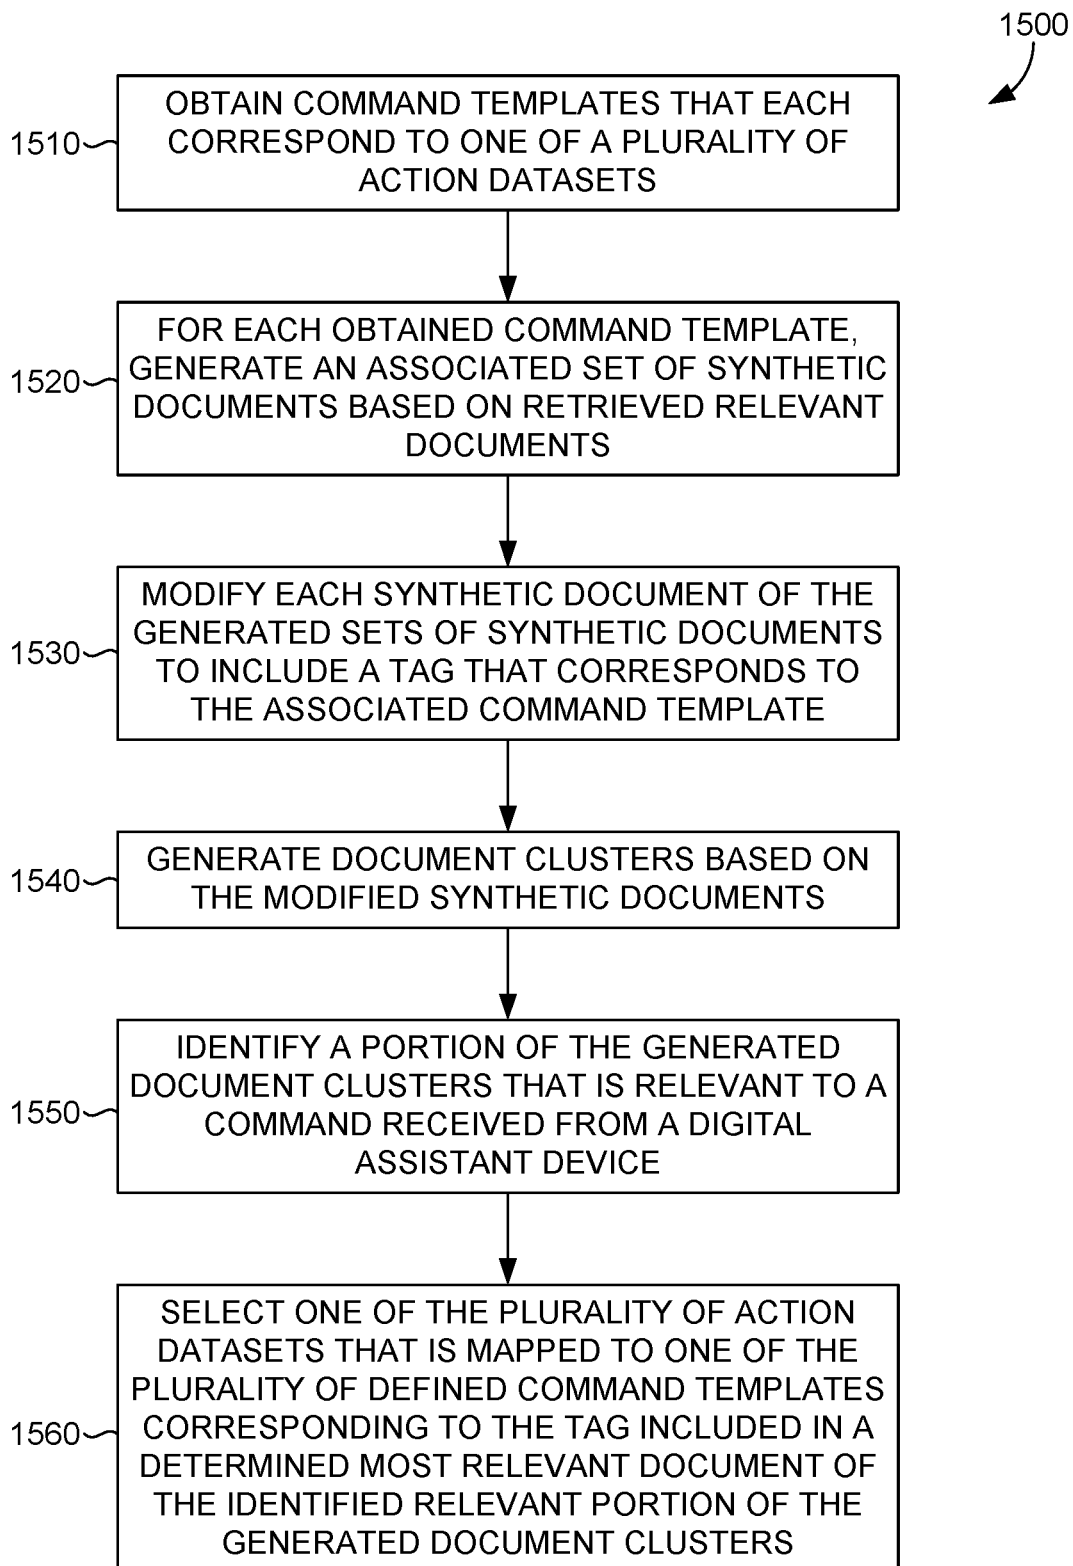 1500
1510
OBTAIN COMMAND TEMPLATES THAT EACH
CORRESPOND TO ONE OF A PLURALITY OF
ACTION DATASETS
1520
FOR EACH OBTAINED COMMAND TEMPLATE,
GENERATE AN ASSOCIATED SET OF SYNTHETIC
DOCUMENTS BASED ON RETRIEVED RELEVANT
DOCUMENTS
1530
MODIFY EACH SYNTHETIC DOCUMENT OF THE
GENERATED SETS OF SYNTHETIC DOCUMENTS
TO INCLUDE A TAG THAT CORRESPONDS TO
THE ASSOCIATED COMMAND TEMPLATE
1540
GENERATE DOCUMENT CLUSTERS BASED ON
THE MODIFIED SYNTHETIC DOCUMENTS
1550
IDENTIFY A PORTION OF THE GENERATED
DOCUMENT CLUSTERS THAT IS RELEVANT TO A
COMMAND RECEIVED FROM A DIGITAL
ASSISTANT DEVICE
1560
SELECT ONE OF THE PLURALITY OF ACTION
DATASETS THAT IS MAPPED TO ONE OF THE
PLURALITY OF DEFINED COMMAND TEMPLATES
CORRESPONDING TO THE TAG INCLUDED IN A
DETERMINED MOST RELEVANT DOCUMENT OF
THE IDENTIFIED RELEVANT PORTION OF THE
GENERATED DOCUMENT CLUSTERS